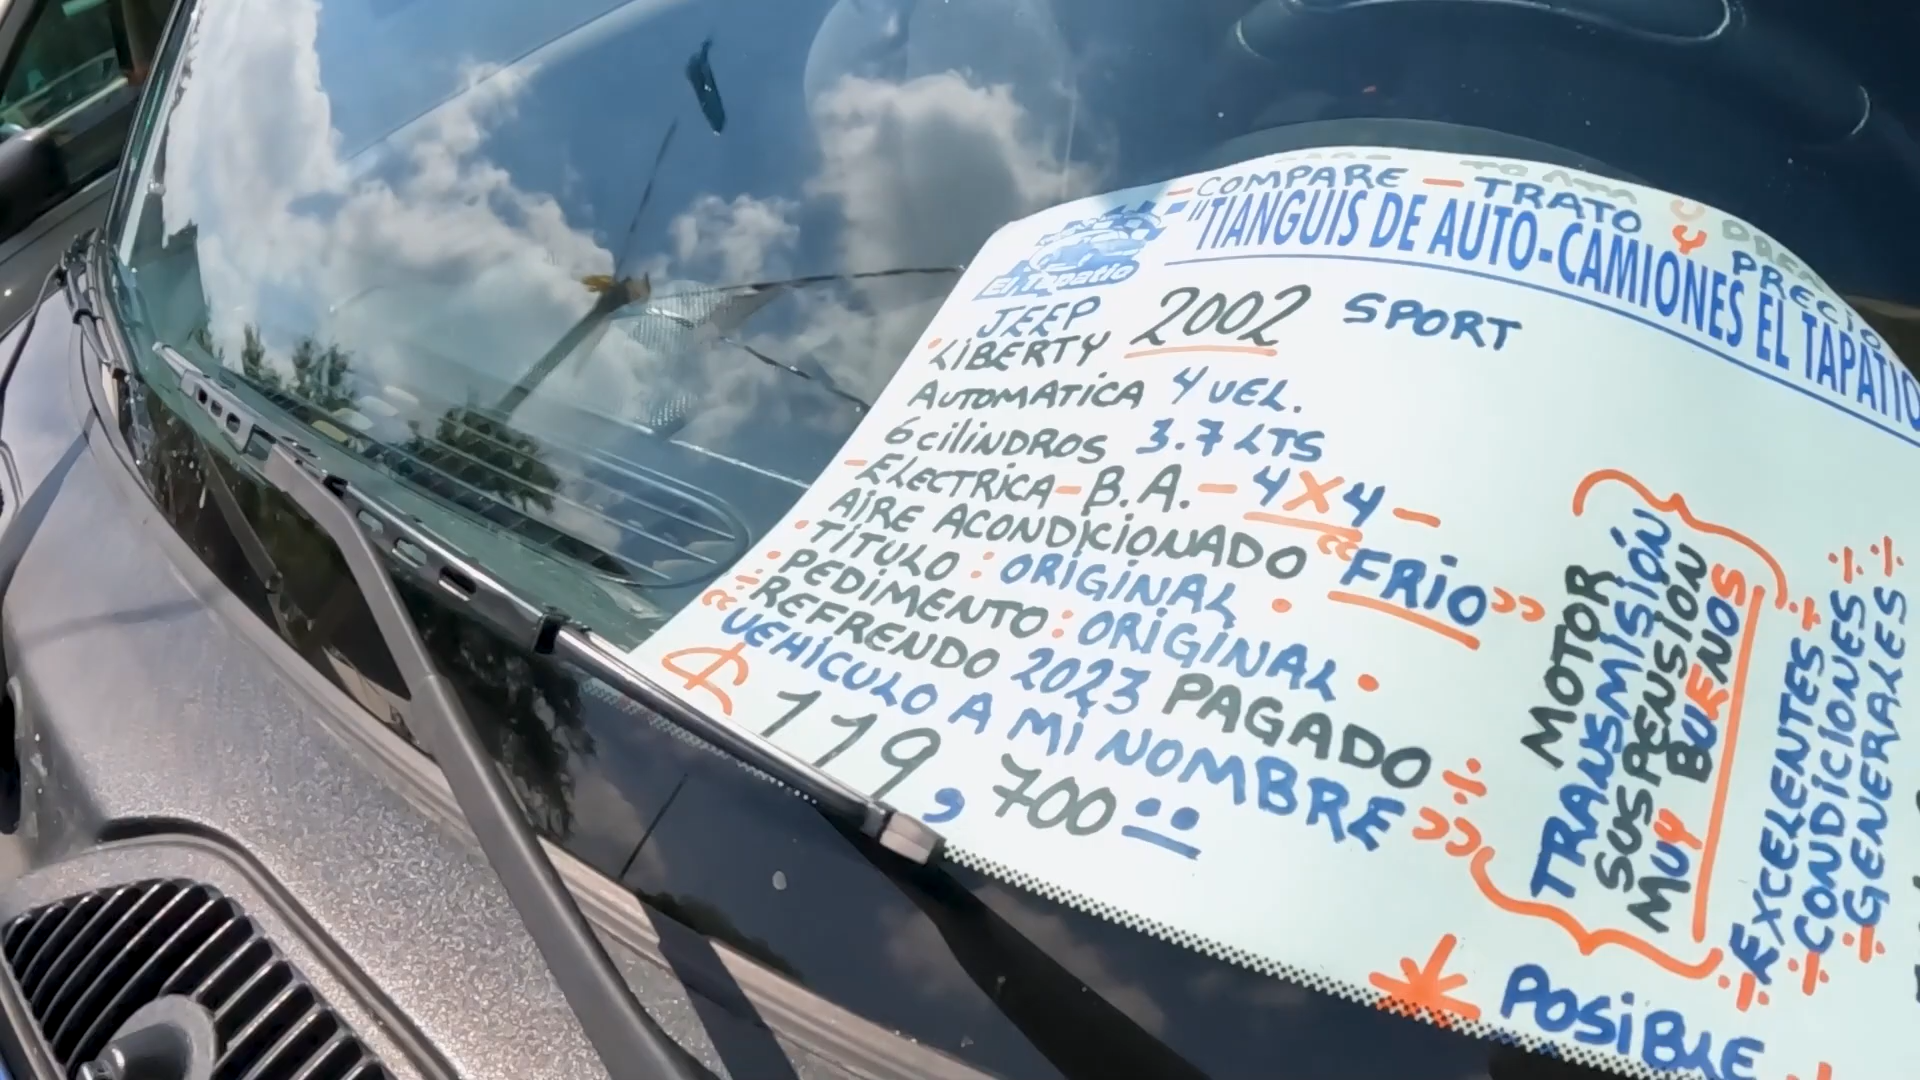 -COMPARE - TRATO Y PRECIO
"TIANGUIS DE AUTO-CAMIONES EL TAPATIO
El Tapatio
JEEP
LIBERTY 2002 SPORT
AUTOMATICA 4 VEL.
6 CILINDROS 3.7 LTS
-ELECTRICA-B.A.-4X4-
AIRE ACONDICIONADO "FRIO"
TITULO: ORIGINAL.
PEDIMENTO: ORIGINAL.
REFRENDO 2023 PAGADO
"VEHICULO A MI NOMBRE"
$ 119,700
MOTOR
TRANSMISIÓN
SUSPENSION
MUY BUENOS
EXCELENTES
CONDICIONES
GENERALES
POSIBLE